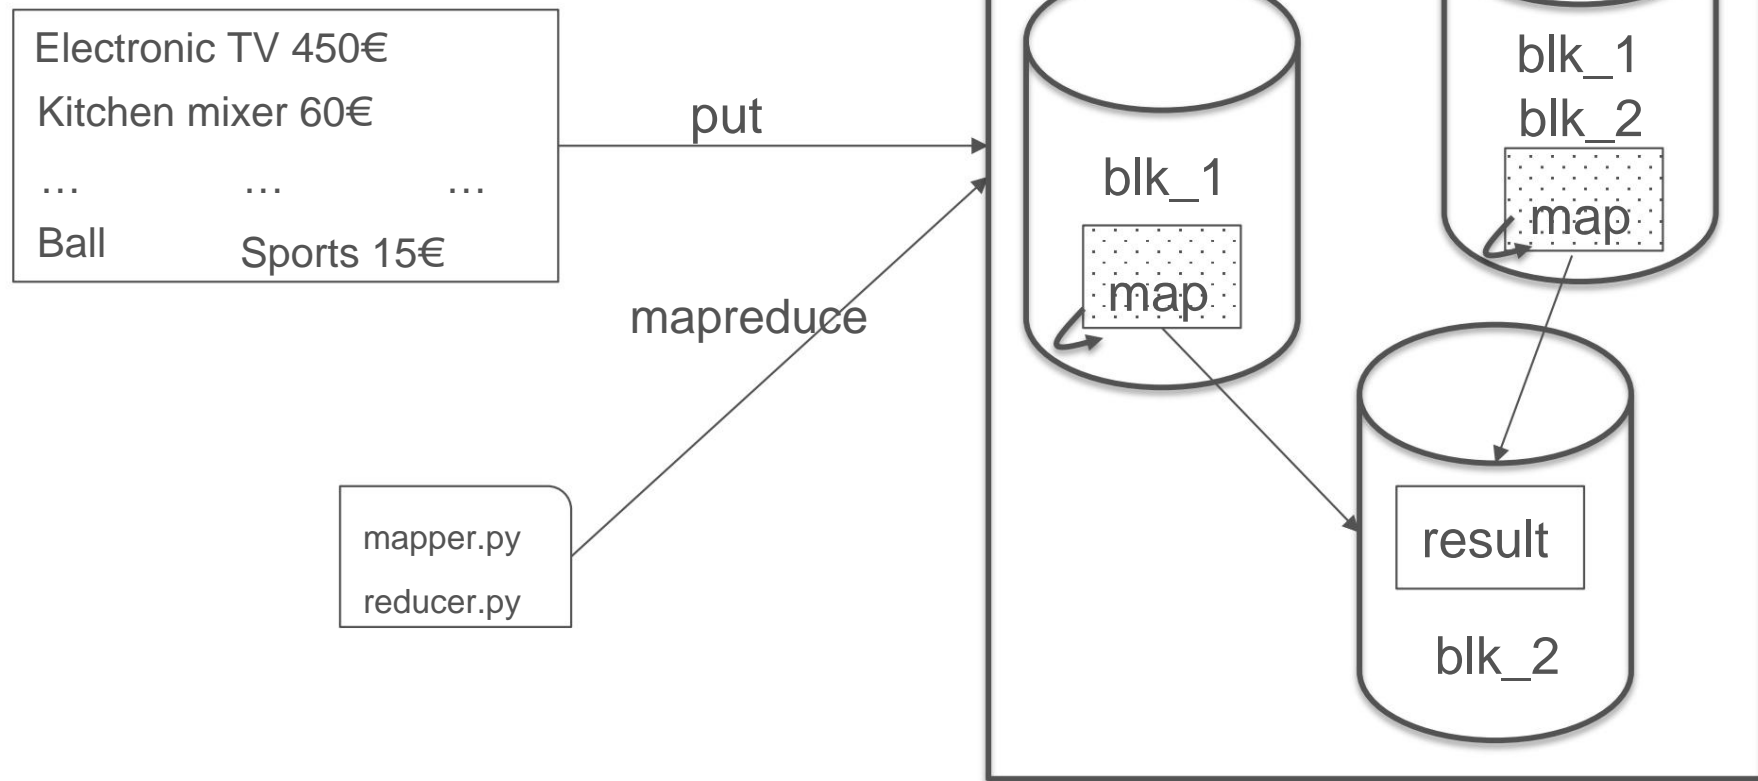 Electronic TV 450€
Kitchen mixer 60€
… … …
Ball Sports 15€
put
mapreduce
mapper.py
reducer.py
blk_1
map
blk_1
blk_2
map
result
blk_2